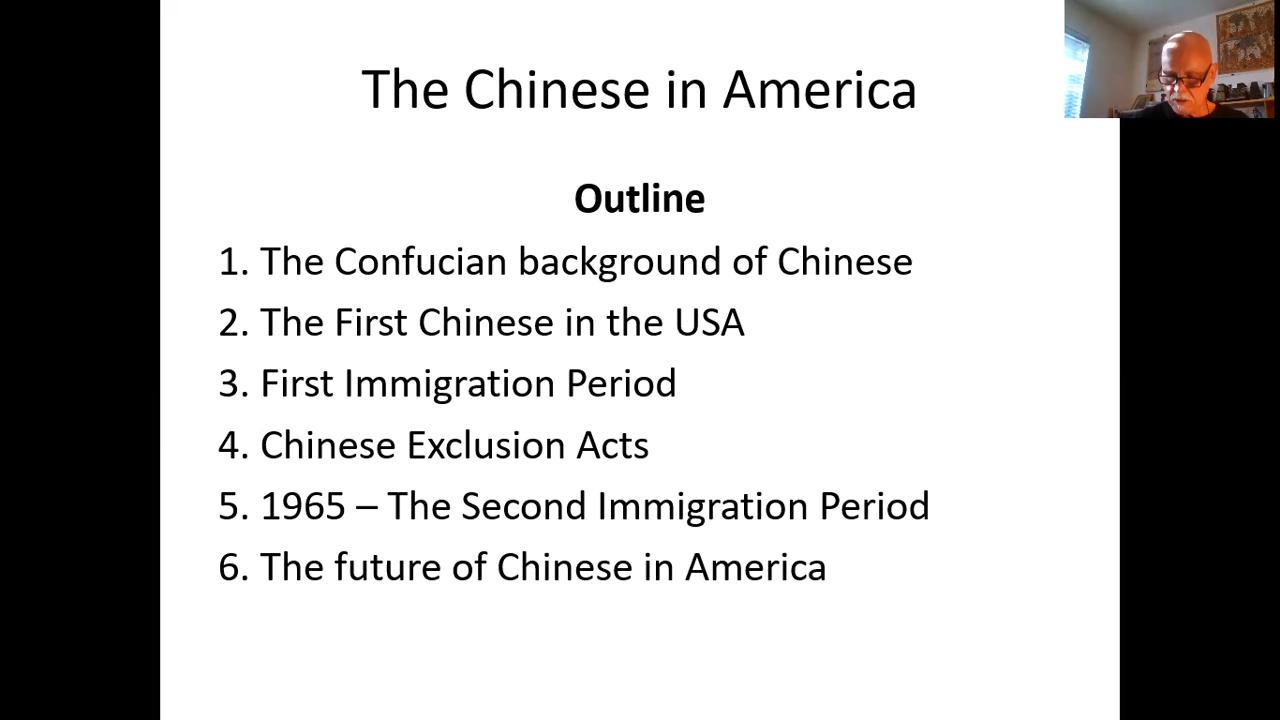 The Chinese in America
Outline
1. The Confucian background of Chinese
2. The First Chinese in the USA
3. First Immigration Period
4. Chinese Exclusion Acts
5. 1965 – The Second Immigration Period
6. The future of Chinese in America